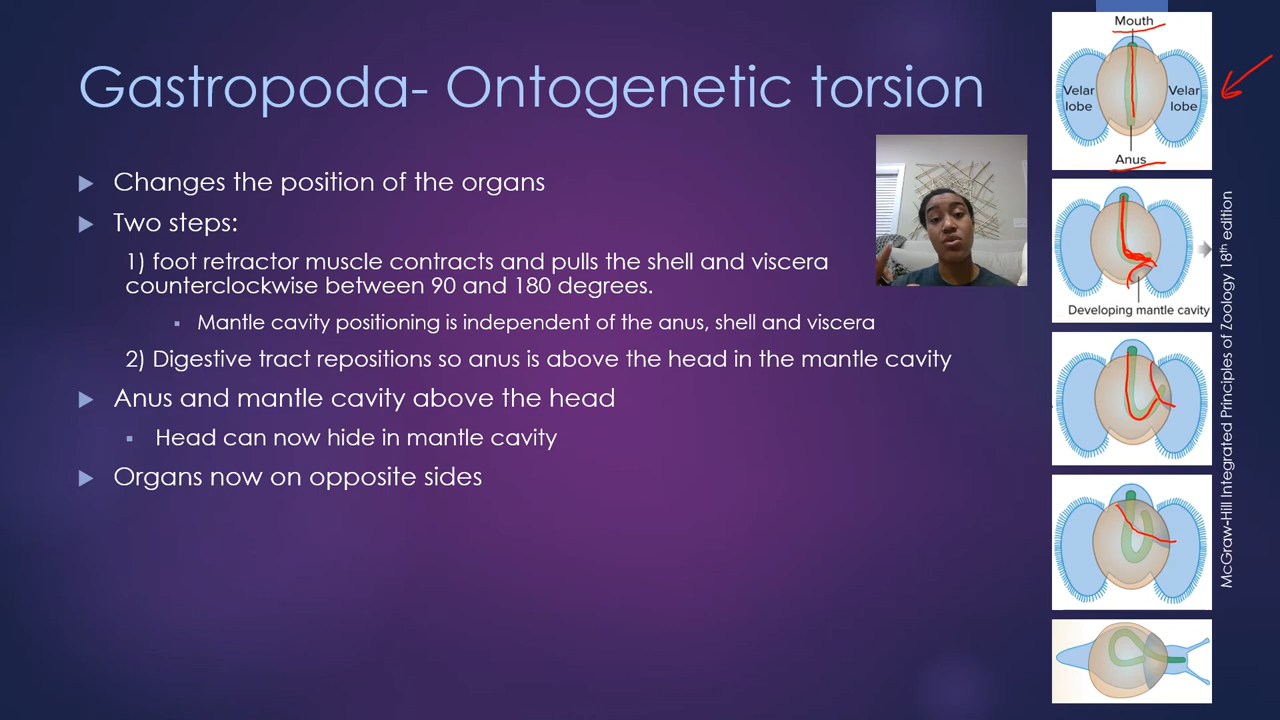 Gastropoda- Ontogenetic torsion
Changes the position of the organs
Two steps:
1) foot retractor muscle contracts and pulls the shell and viscera
counterclockwise between 90 and 180 degrees.
Mantle cavity positioning is independent of the anus, shell and viscera
2) Digestive tract repositions so anus is above the head in the mantle cavity
Anus and mantle cavity above the head
Head can now hide in mantle cavity
Organs now on opposite sides
Mouth
Velar
lobe
Velar
lobe
Anus
Developing mantle cavity
McGraw-Hill Integrated Principles of Zoology 18th edition